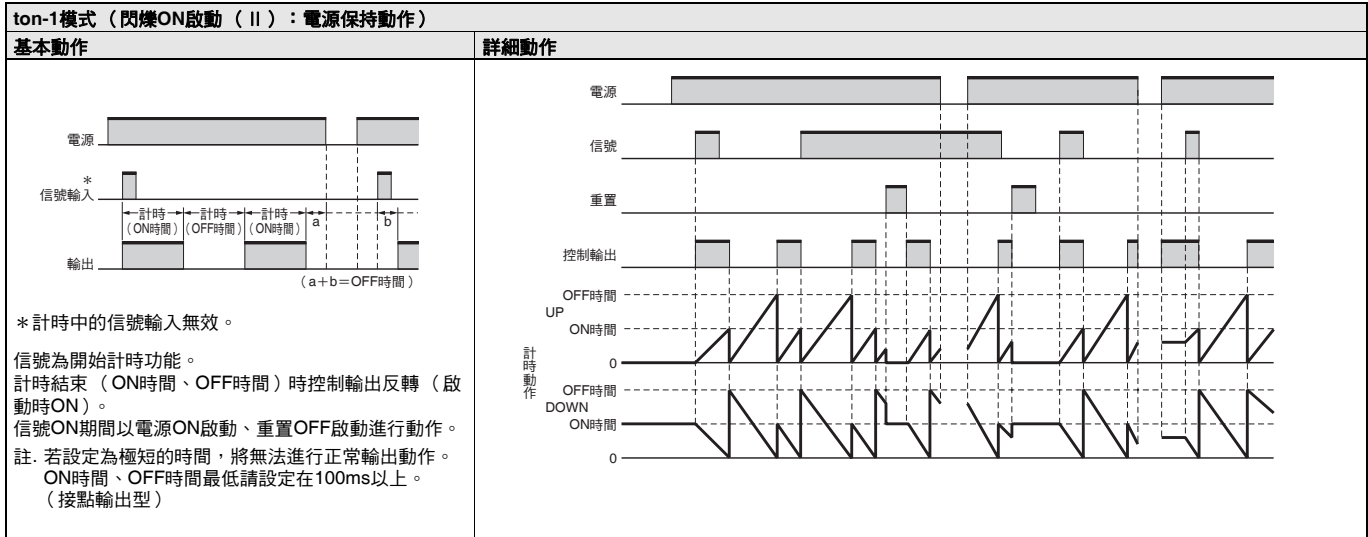 ton-1模式（閃爍ON啟動（Ⅱ）：電源保持動作）
基本動作
電源
＊
信號輸入
計時
（ON時間）
計時
（OFF時間）
計時
（ON時間）
a
b
輸出
（a＋b＝OFF時間）
＊計時中的信號輸入無效。
信號為開始計時功能。
計時結束（ON時間、OFF時間）時控制輸出反轉（啟
動時ON）。
信號ON期間以電源ON啟動、重置OFF啟動進行動作。
註. 若設定為極短的時間，將無法進行正常輸出動作。
ON時間、OFF時間最低請設定在100ms以上。
（接點輸出型）
詳細動作
電源
信號
重置
控制輸出
計時動作
UP
OFF時間
ON時間
0
DOWN
OFF時間
ON時間
0